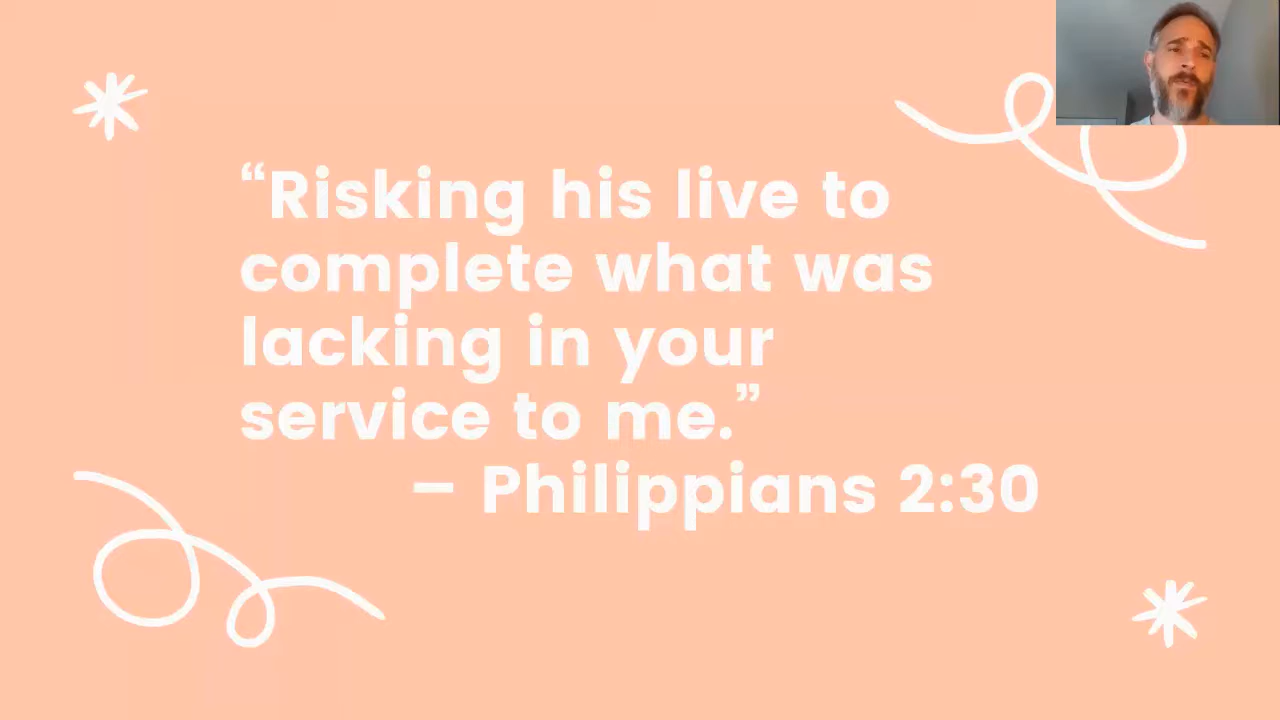 “Risking his live to
complete what was
lacking in your
service to me.”
– Philippians 2:30